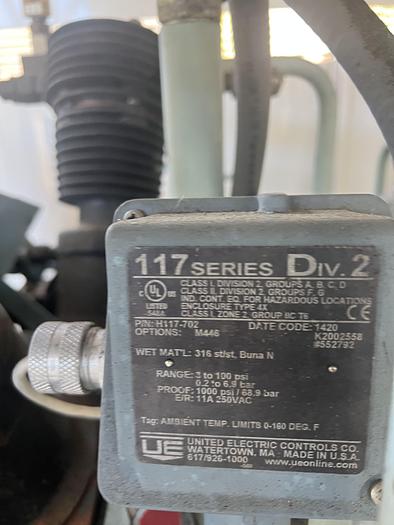 117 SERIES DIV. 2
CLASS I, DIVISION 2, GROUPS A, B, C, D
CLASS II, DIVISION 2, GROUPS F, G
IND. CONT. EQ. FOR HAZARDOUS LOCATIONS
ENCLOSURE TYPE 4X
CLASS I, ZONE 2, GROUP IIC T6
C UL US
LISTED
P/N: H117-702 DATE CODE: 1420
OPTIONS: M446 K2002558
#552792
WET MAT'L: 316 st/st, Buna N
RANGE: 3 to 100 psi
0.2 to 6.9 bar
PROOF: 1000 psi / 68.9 bar
E/R: 11A 250VAC
Tag: AMBIENT TEMP. LIMITS 0-160 DEG. F
UE UNITED ELECTRIC CONTROLS CO.
WATERTOWN, MA MADE IN U.S.A.
617/926-1000 www.ueonline.com